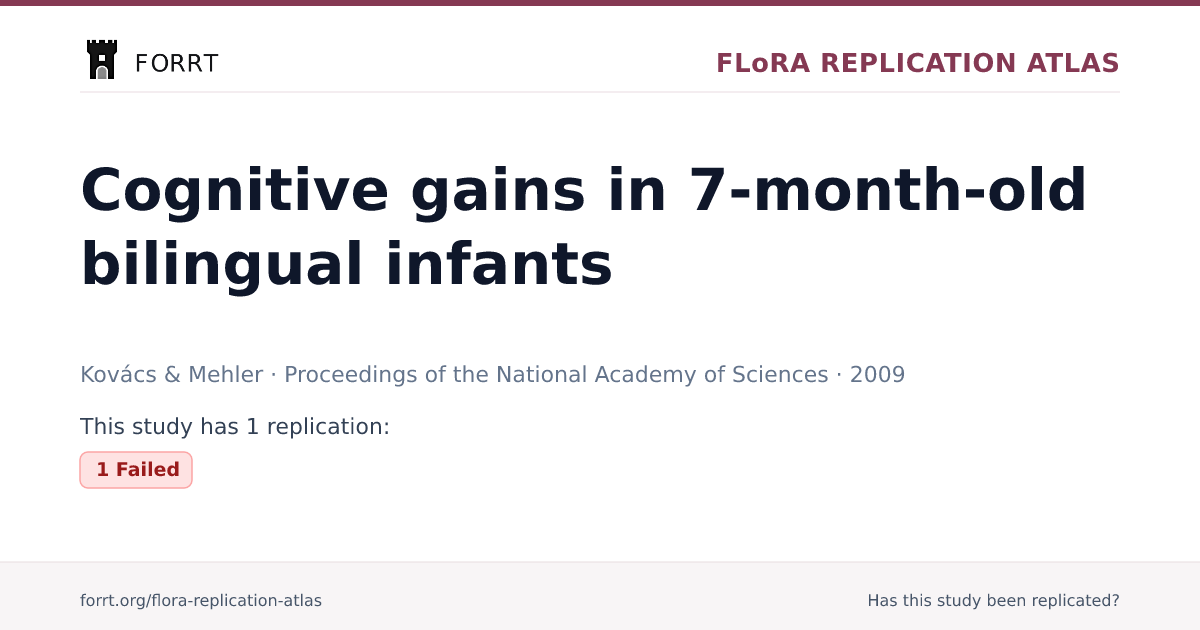 FORRT
FLoRA REPLICATION ATLAS
Cognitive gains in 7-month-old
bilingual infants
Kovács & Mehler · Proceedings of the National Academy of Sciences · 2009
This study has 1 replication:
1 Failed
forrt.org/flora-replication-atlas
Has this study been replicated?